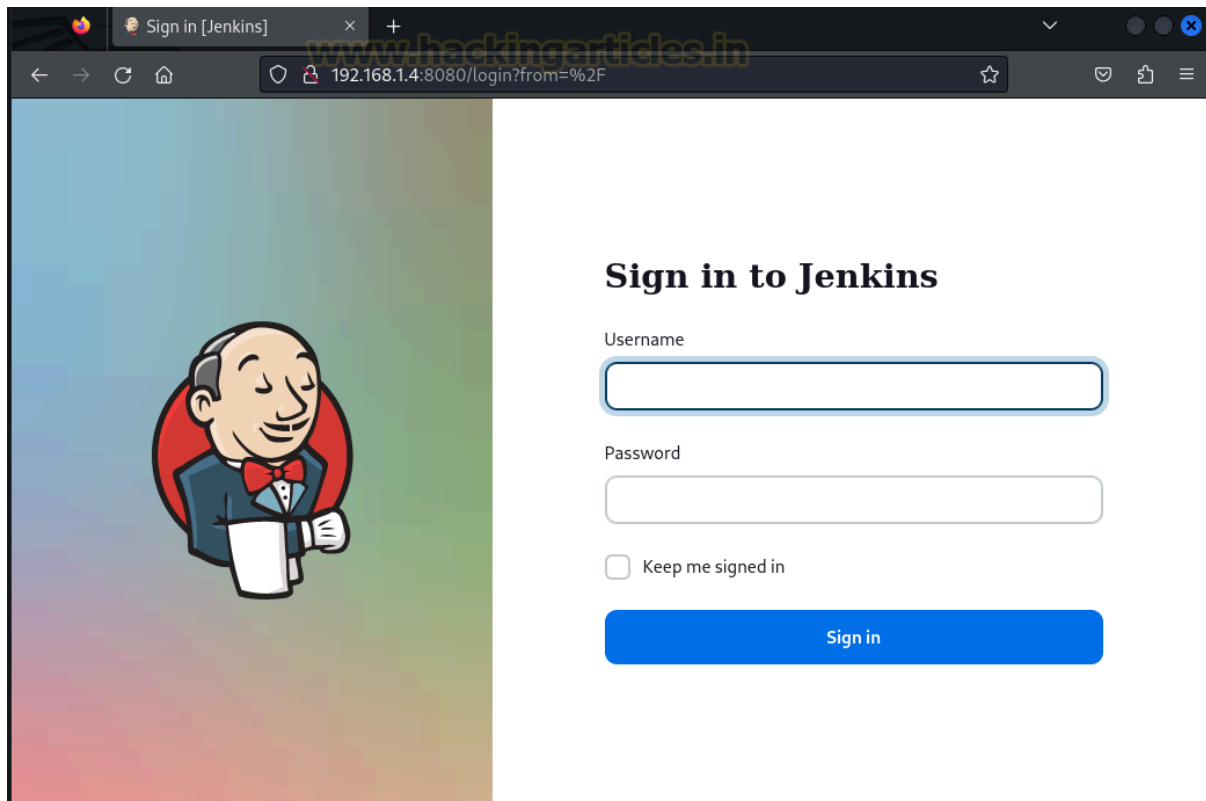 Sign in [Jenkins]
www.hackingarticles.in
192.168.1.4:8080/login?from=%2F
Sign in to Jenkins
Username
Password
Keep me signed in
Sign in